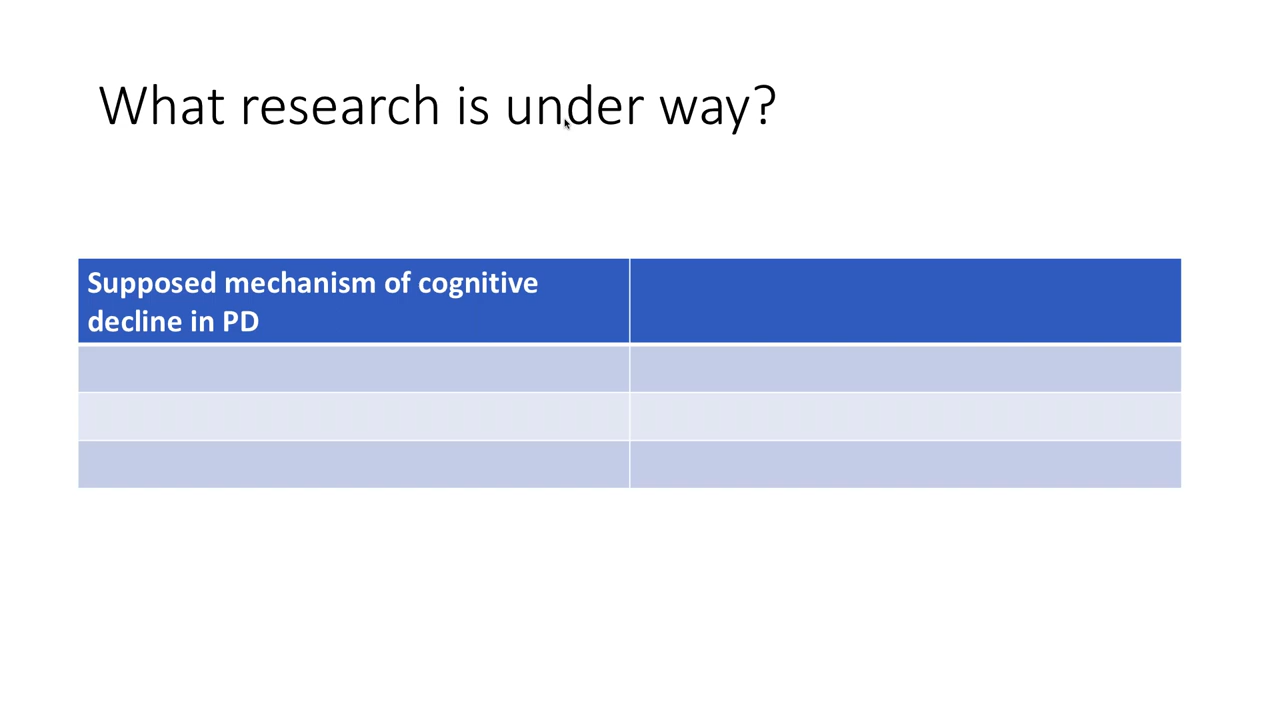 What research is under way?
Supposed mechanism of cognitive
decline in PD